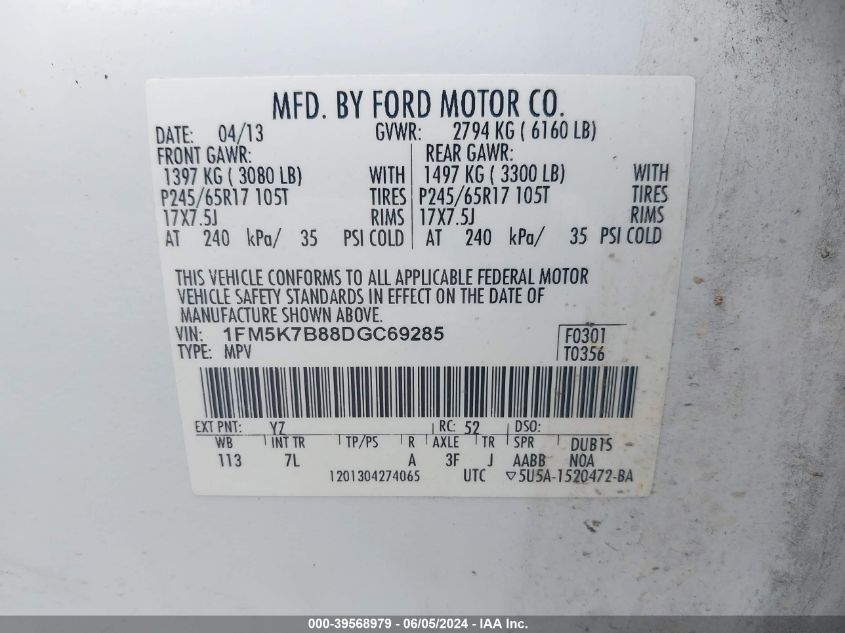 MFD. BY FORD MOTOR CO.
DATE: 04/13 GVWR: 2794 KG ( 6160 LB)
FRONT GAWR: REAR GAWR:
1397 KG ( 3080 LB) WITH 1497 KG ( 3300 LB) WITH
P245/65R17 105T TIRES P245/65R17 105T TIRES
17X7.5J RIMS 17X7.5J RIMS
AT 240 kPa/ 35 PSI COLD AT 240 kPa/ 35 PSI COLD
THIS VEHICLE CONFORMS TO ALL APPLICABLE FEDERAL MOTOR
VEHICLE SAFETY STANDARDS IN EFFECT ON THE DATE OF
MANUFACTURE SHOWN ABOVE.
VIN: 1FM5K7B88DGC69285 F0301
TYPE: MPV T0356
EXT PNT: YZ RC: 52 DSO:
WB INT TR TP/PS R AXLE TR SPR DUB1S
113 7L A 3F J AABB NOA
1201304274065 UTC ▽5U5A-1520472-BA
000-39568979 - 06/05/2024 - IAA Inc.